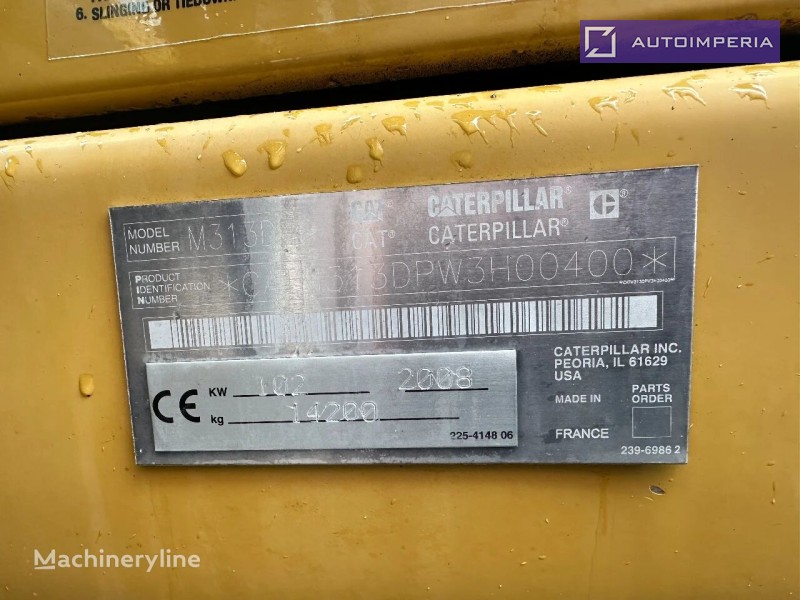 6. SLINGING OR TIEDOWN
AUTOIMPERIA
MODEL NUMBER M313D
CAT CATERPILLAR
CAT CATERPILLAR
PRODUCT IDENTIFICATION NUMBER 313DPW3H00400*
CE KW 102 2008
kg 14200
225-4148 06
CATERPILLAR INC.
PEORIA, IL 61629
USA
MADE IN
FRANCE
PARTS ORDER
239-6986 2
Machineryline